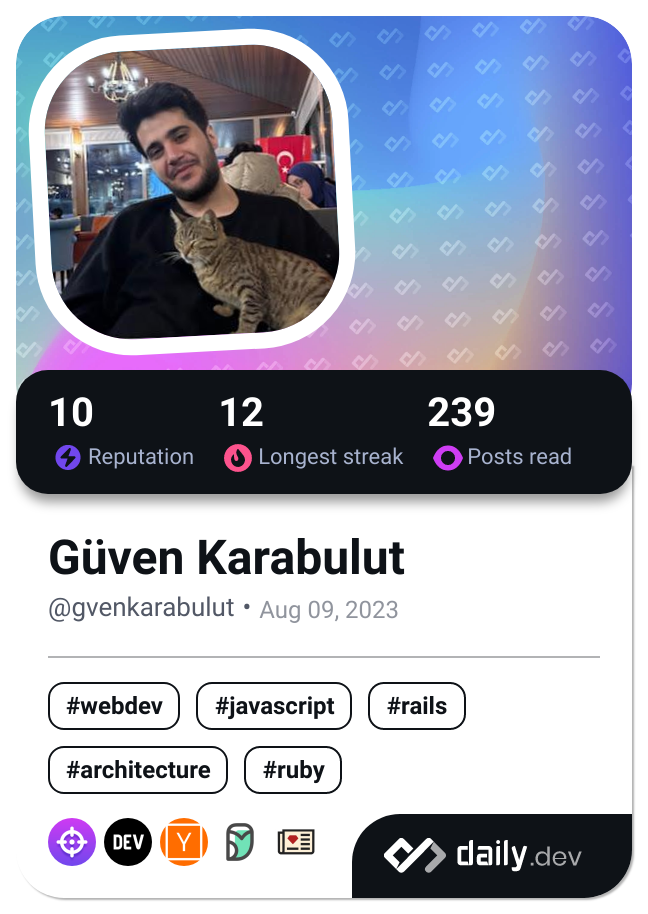 10 12 239
Reputation Longest streak Posts read
Güven Karabulut
@gvenkarabulut • Aug 09, 2023
#webdev #javascript #rails
#architecture #ruby
DEV Y daily.dev